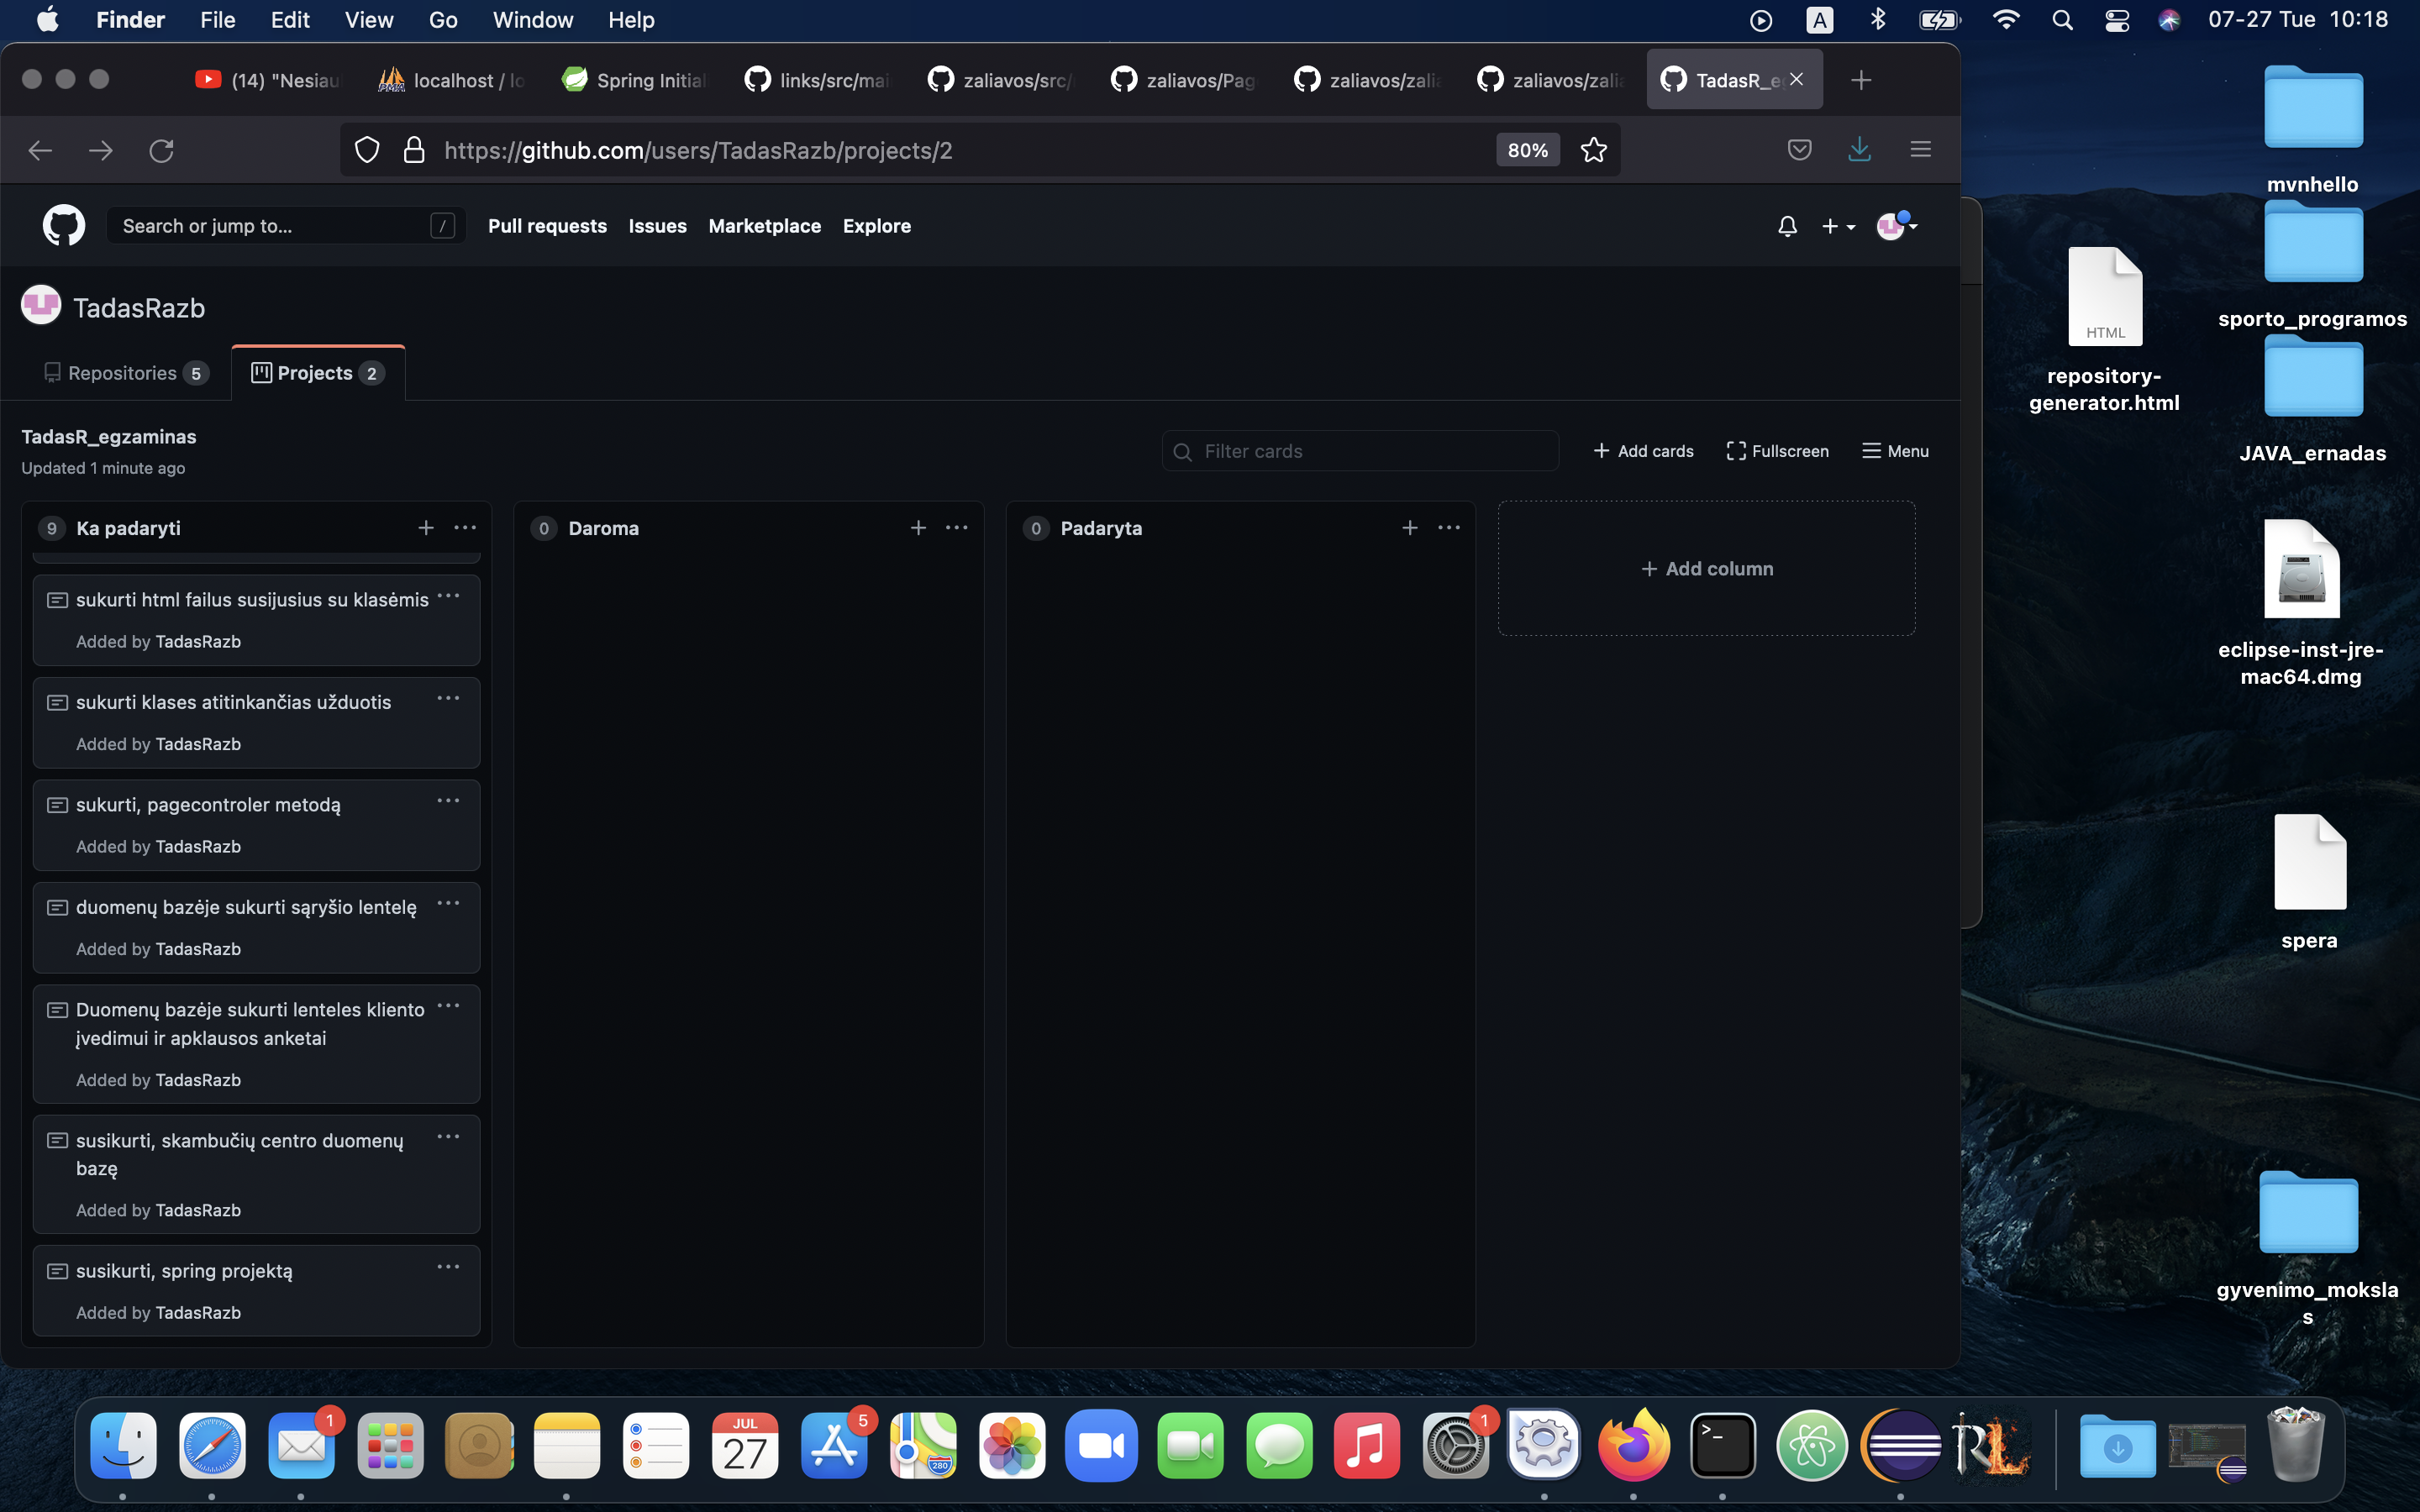 Finder File Edit View Go Window Help A 07-27 Tue 10:18
(14) "Nesiau localhost / lo Spring Initial links/src/mai zaliavos/src/ zaliavos/Pag zaliavos/zali zaliavos/zali TadasR_eg
https://github.com/users/TadasRazb/projects/2 80%
Search or jump to... / Pull requests Issues Marketplace Explore
TadasRazb
Repositories 5 Projects 2
TadasR_egzaminas
Updated 1 minute ago
Filter cards
Add cards Fullscreen Menu
9 Ka padaryti
sukurti html failus susijusius su klasėmis
Added by TadasRazb
sukurti klases atitinkančias užduotis
Added by TadasRazb
sukurti, pagecontroler metodą
Added by TadasRazb
duomenų bazėje sukurti sąryšio lentelę
Added by TadasRazb
Duomenų bazėje sukurti lenteles kliento
įvedimui ir apklausos anketai
Added by TadasRazb
susikurti, skambučių centro duomenų
bazę
Added by TadasRazb
susikurti, spring projektą
Added by TadasRazb
0 Daroma
0 Padaryta
Add column
mvnhello
sporto_programos
HTML
repository-
generator.html
JAVA_ernadas
eclipse-inst-jre-
mac64.dmg
spera
gyvenimo_moksla
s
1
JUL
27
5
280
1
>_
RL